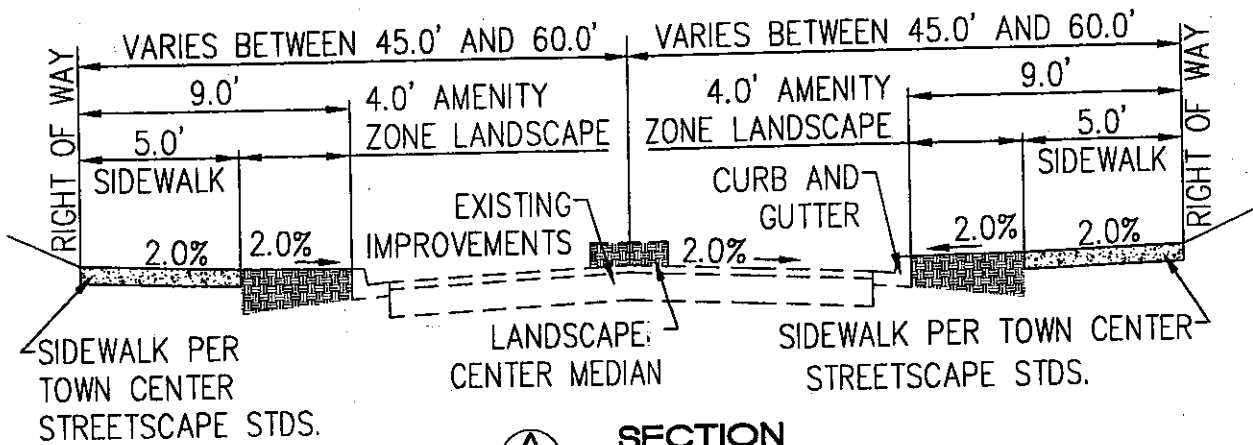 VARIES BETWEEN 45.0' AND 60.0'
VARIES BETWEEN 45.0' AND 60.0'
RIGHT OF WAY
9.0'
4.0' AMENITY
ZONE LANDSCAPE
4.0' AMENITY
ZONE LANDSCAPE
9.0'
RIGHT OF WAY
5.0'
SIDEWALK
5.0'
SIDEWALK
EXISTING
IMPROVEMENTS
CURB AND
GUTTER
2.0%
2.0%
2.0%
2.0%
2.0%
SIDEWALK PER
TOWN CENTER
STREETSCAPE STDS.
LANDSCAPE
CENTER MEDIAN
SIDEWALK PER TOWN CENTER
STREETSCAPE STDS.
A
SECTION